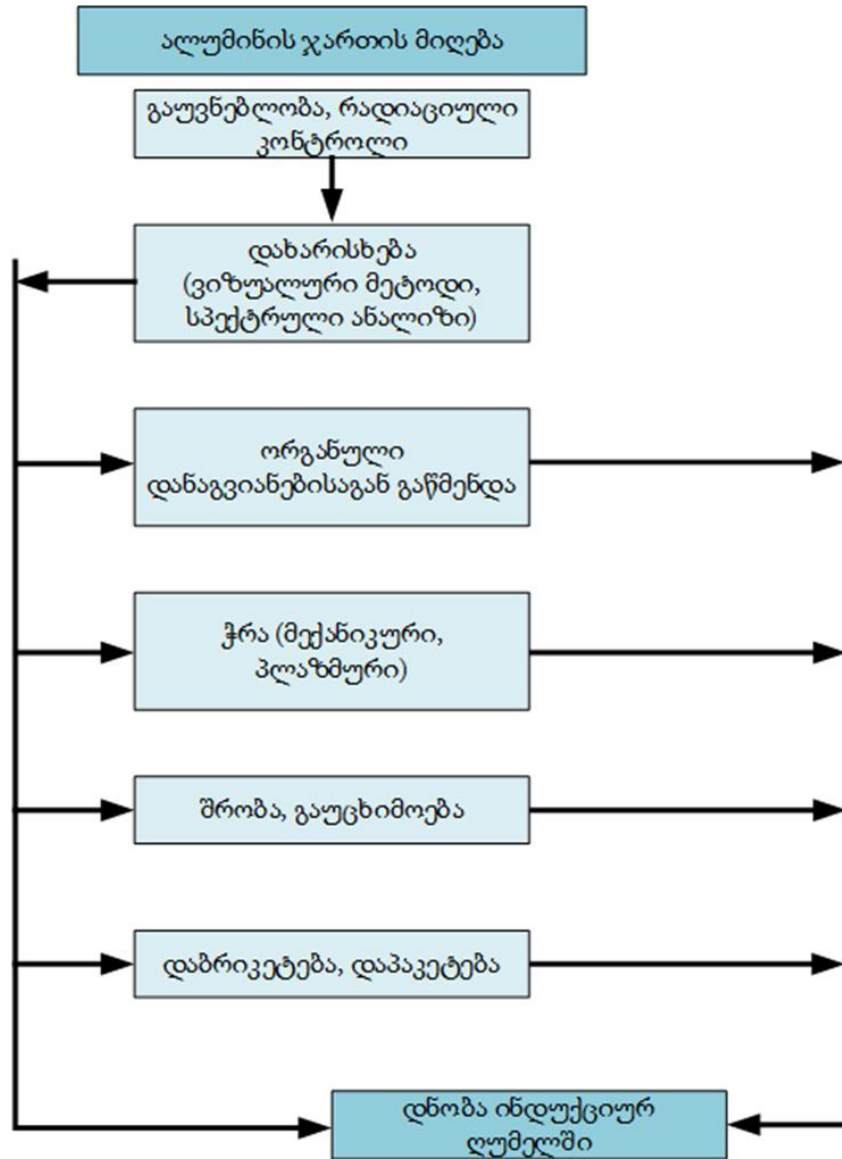 ალუმინის ჯართის მიღება
გაუვნებლობა, რადიაციული
კონტროლი
დახარისხება
(ვიზუალური მეტოდი,
სპექტრული ანალიზი)
ორგანული
დანაგვიანებისაგან გაწმენდა
ჭრა (მექანიკური,
პლაზმური)
შრობა, გაუცხიმოება
დაბრიკეტება, დაპაკეტება
დნობა ინდუქციურ
ღუმელში